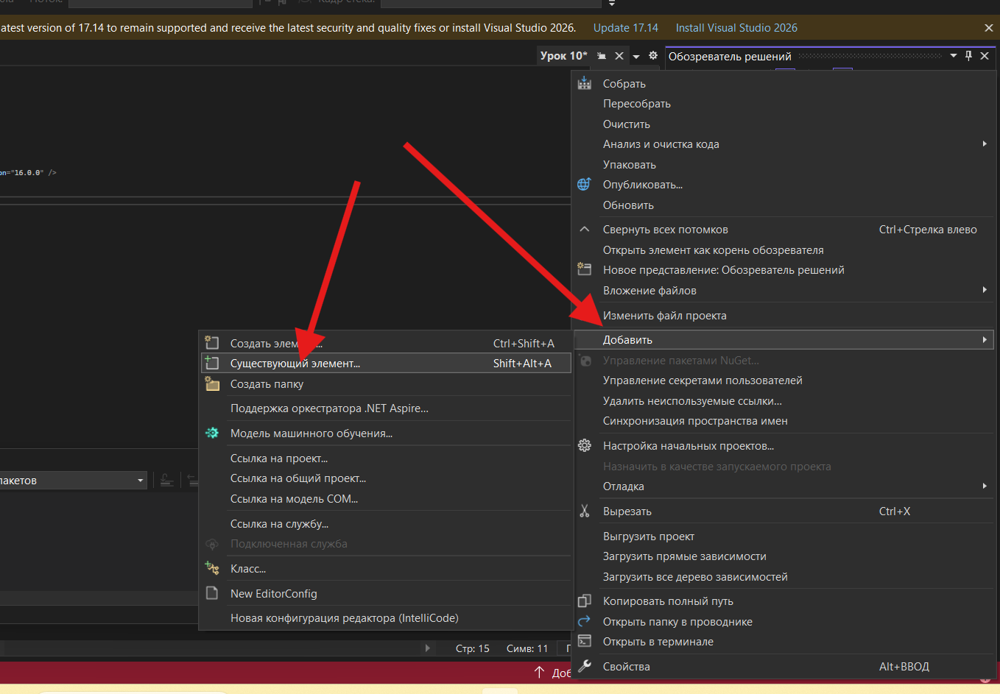 Поток:
Кадр стека:
atest version of 17.14 to remain supported and receive the latest security and quality fixes or install Visual Studio 2026. Update 17.14 Install Visual Studio 2026
Урок 10*
Обозреватель решений
Собрать
Пересобрать
Очистить
Анализ и очистка кода
Упаковать
on="16.0.0" />
Опубликовать...
Обновить
Свернуть всех потомков Ctrl+Стрелка влево
Открыть элемент как корень обозревателя
Новое представление: Обозреватель решений
Вложение файлов
Изменить файл проекта
Добавить
Управление пакетами NuGet...
Управление секретами пользователей
Удалить неиспользуемые ссылки...
Синхронизация пространства имен
Настройка начальных проектов...
Назначить в качестве запускаемого проекта
Отладка
Вырезать Ctrl+X
Выгрузить проект
Загрузить прямые зависимости
Загрузить все дерево зависимостей
Копировать полный путь
Открыть папку в проводнике
Открыть в терминале
Свойства Alt+ВВОД
Создать элем...
Ctrl+Shift+A
Существующий элемент... Shift+Alt+A
Создать папку
Поддержка оркестратора .NET Aspire...
Модель машинного обучения...
Ссылка на проект...
Ссылка на общий проект...
Ссылка на модель COM...
Ссылка на службу...
Подключенная служба
Класс...
New EditorConfig
Новая конфигурация редактора (IntelliCode)
пакетов
Стр: 15 Симв: 11
Доб